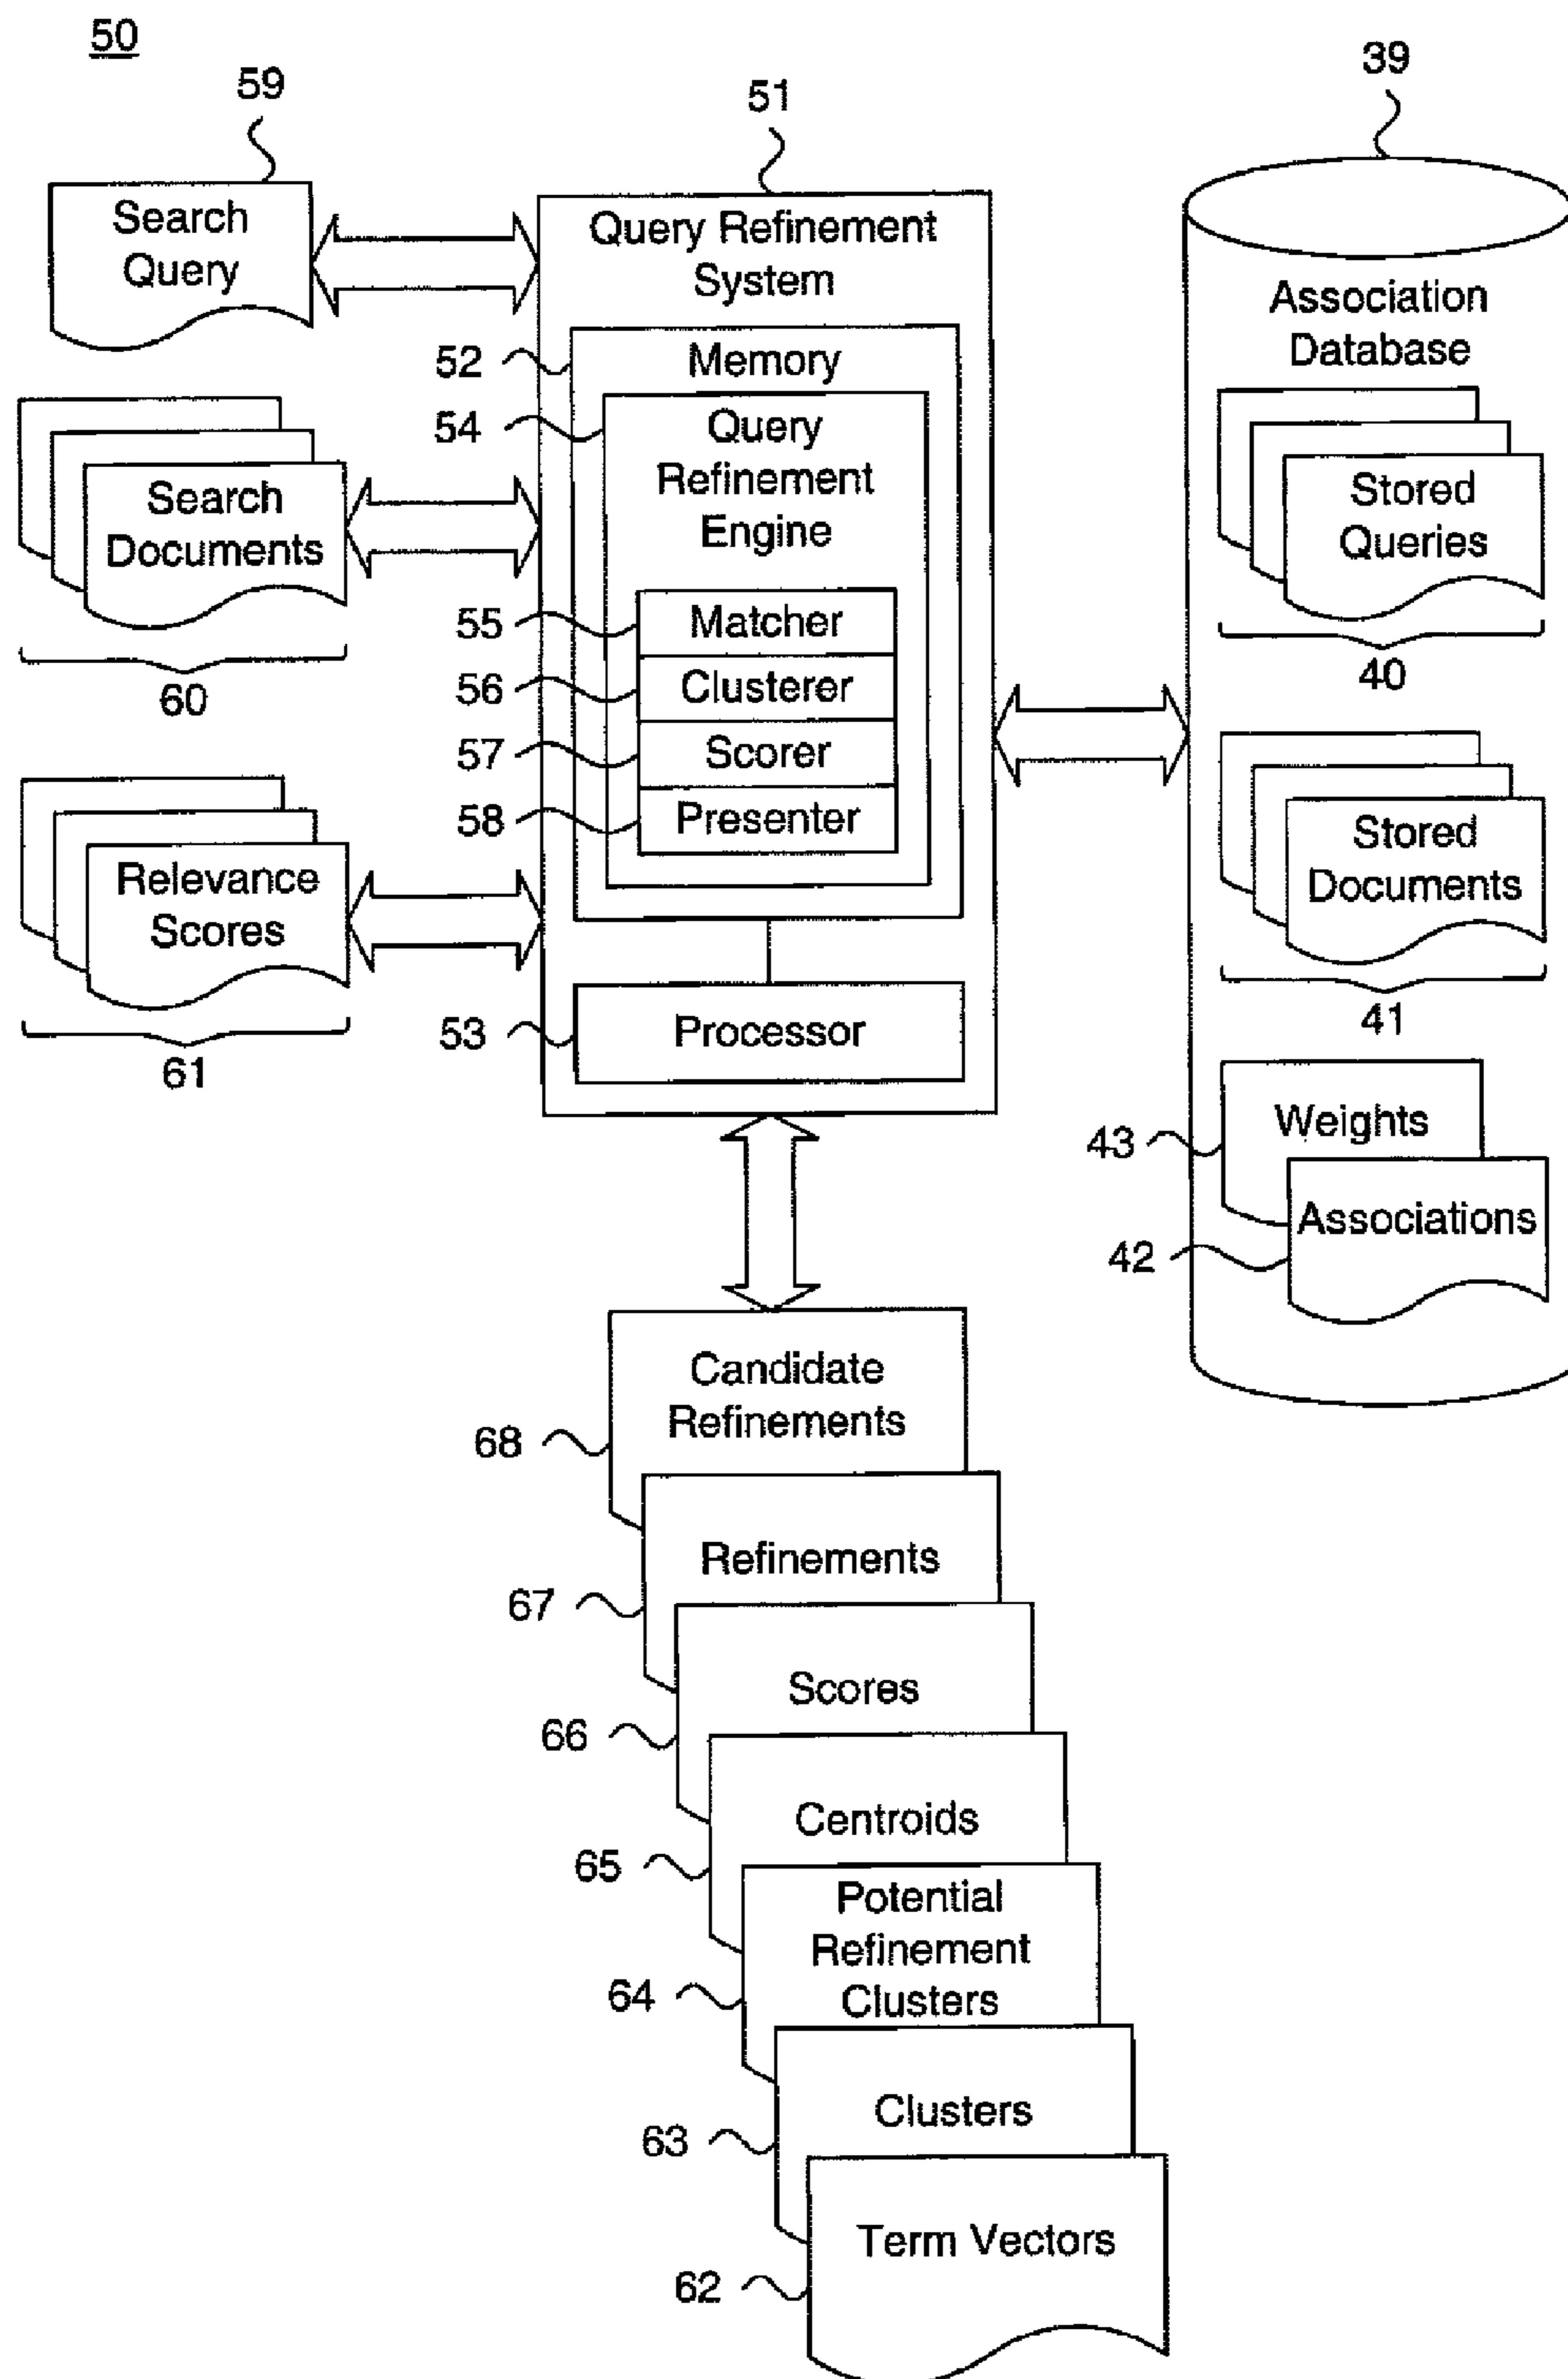 50
59
51
39
Search
Query
Query Refinement
System
Association
Database
52
Memory
54
Query
Refinement
Engine
Search
Documents
60
Stored
Queries
40
55
Matcher
56
Clusterer
57
Scorer
58
Presenter
Relevance
Scores
61
Stored
Documents
41
53
Processor
43
Weights
42
Associations
Candidate
Refinements
68
Refinements
67
Scores
66
Centroids
65
Potential
Refinement
Clusters
64
Clusters
63
Term Vectors
62